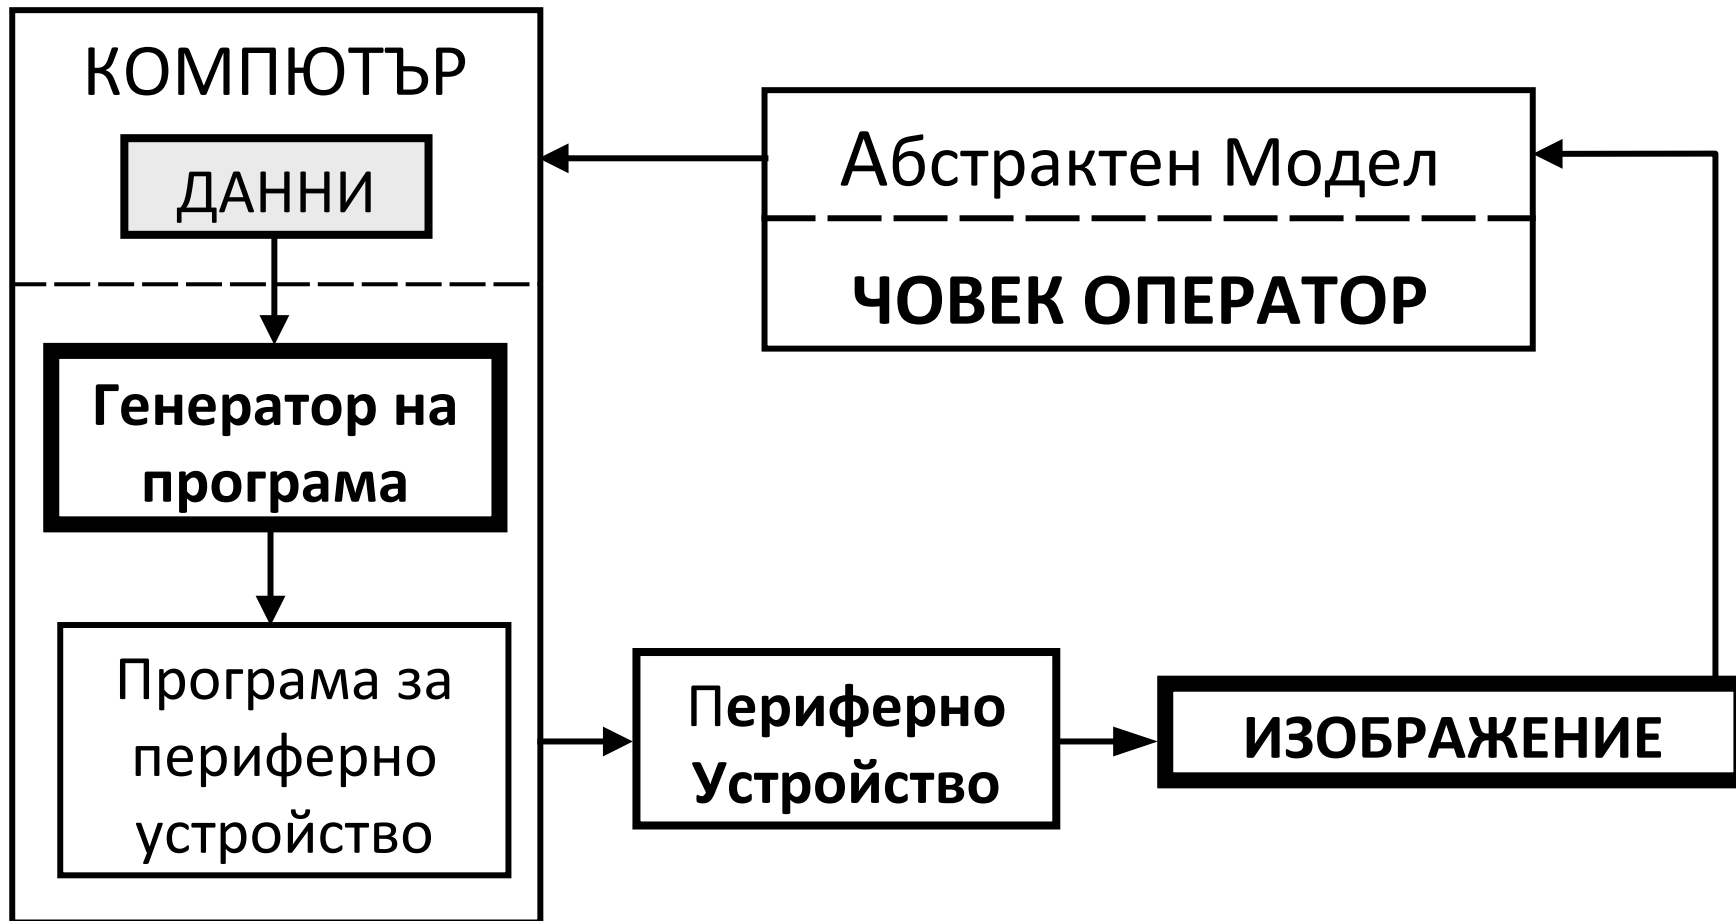 КОМПЮТЪР
ДАННИ
Генератор на
програма
Програма за
периферно
устройство
Абстрактен Модел
ЧОВЕК ОПЕРАТОР
Периферно
Устройство
ИЗОБРАЖЕНИЕ